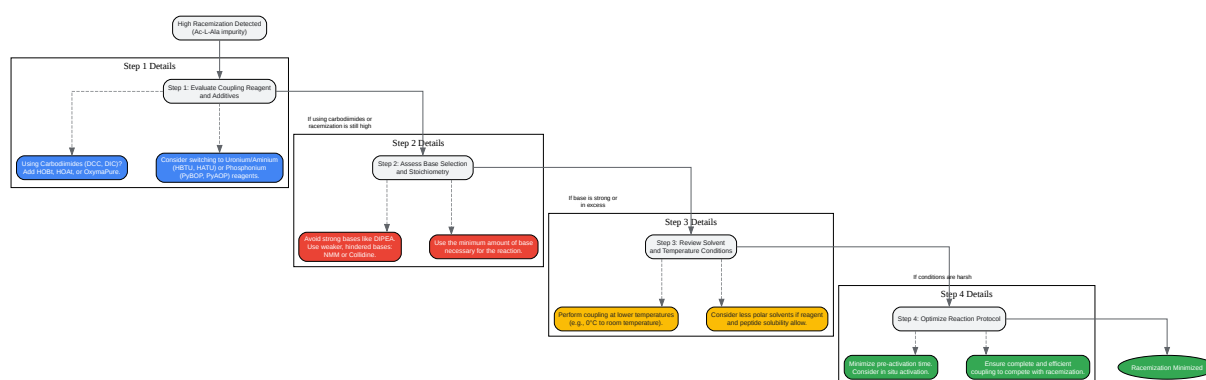 High Racemization Detected
(Ac-L-Ala impurity)
Step 1 Details
Step 1: Evaluate Coupling Reagent
and Additives
Using Carbodiimides (DCC, DIC)?
Add HOBt, HOAt, or OxymaPure.
Consider switching to Uronium/Aminium
(HBTU, HATU) or Phosphonium
(PyBOP, PyAOP) reagents.
If using carbodiimides or
racemization is still high
Step 2 Details
Step 2: Assess Base Selection
and Stoichiometry
Avoid strong bases like DIPEA.
Use weaker, hindered bases:
NMM or Collidine.
Use the minimum amount of base
necessary for the reaction.
If base is strong or
in excess
Step 3 Details
Step 3: Review Solvent
and Temperature Conditions
Perform coupling at lower temperatures
(e.g., 0°C to room temperature).
Consider less polar solvents if reagent
and peptide solubility allow.
If conditions are harsh
Step 4 Details
Step 4: Optimize Reaction Protocol
Minimize pre-activation time.
Consider in situ activation.
Ensure complete and efficient
coupling to compete with racemization.
Racemization Minimized